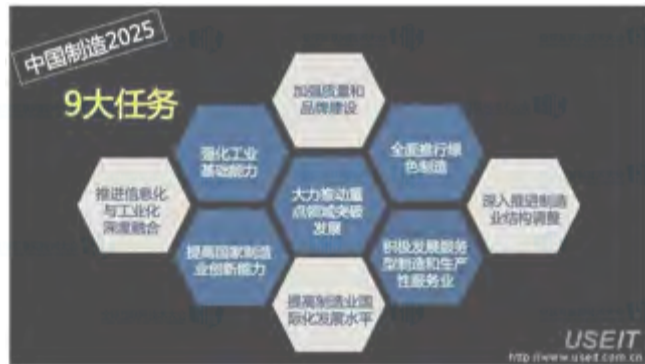 中国制造2025
9大任务
加强质量和
品牌建设
强化工业
基础能力
全面推行绿
色制造
推进信息化
与工业化
深度融合
大力推动重
点领域突破
发展
深入推进制造
业结构调整
提高国家制造
业创新能力
积极发展服务
型制造和生产
性服务业
提高制造业国
际化发展水平
USEIT
http://www.useit.com.cn